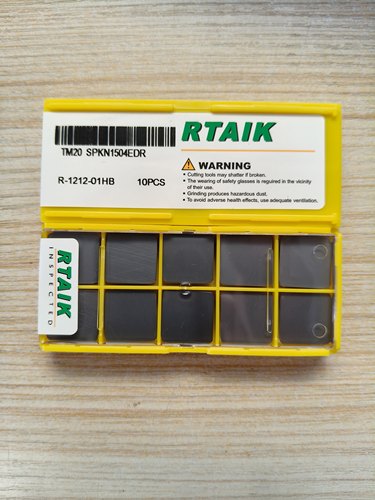 RTAIK
TM20 SPKN1504EDR
R-1212-01HB 10PCS
WARNING
• Cutting tools may shatter if broken.
• The wearing of safety glasses is reguired in the vicinity
of their use.
• Grinding produces hazardous dust.
• To avoid adverse health effects, use adequate ventilation.
RTAIK
INSPECTED